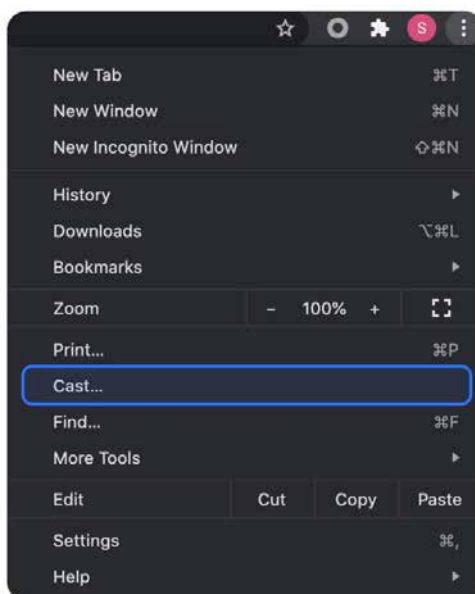 S
New Tab ⌘T
New Window ⌘N
New Incognito Window ⇧⌘N
History
Downloads ⌥⌘L
Bookmarks
Zoom - 100% +
Print... ⌘P
Cast...
Find... ⌘F
More Tools
Edit Cut Copy Paste
Settings ⌘,
Help